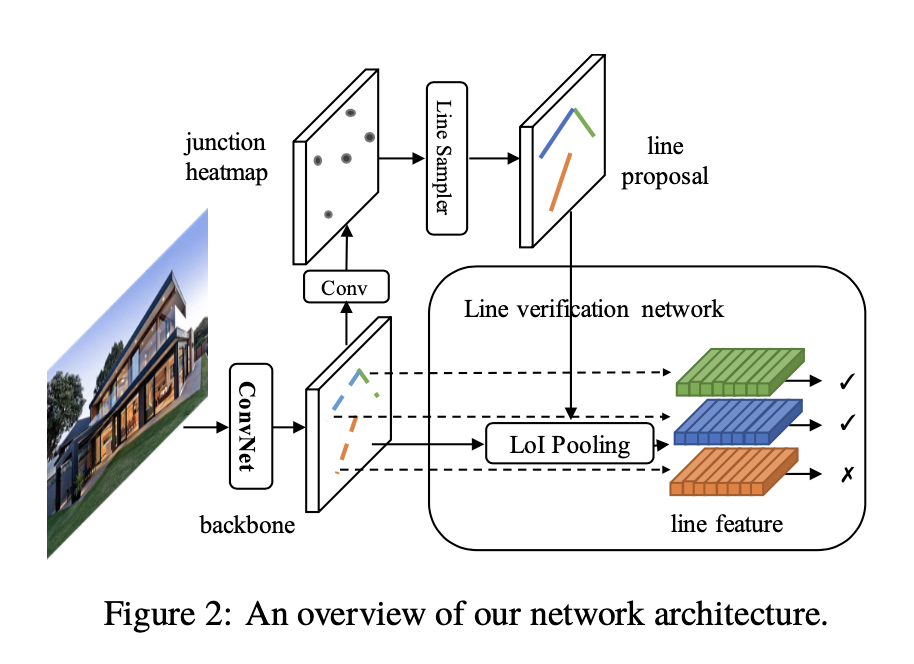 junction
heatmap
Line Sampler
line
proposal
Conv
Line verification network
ConvNet
LoI Pooling
backbone
line feature
Figure 2: An overview of our network architecture.